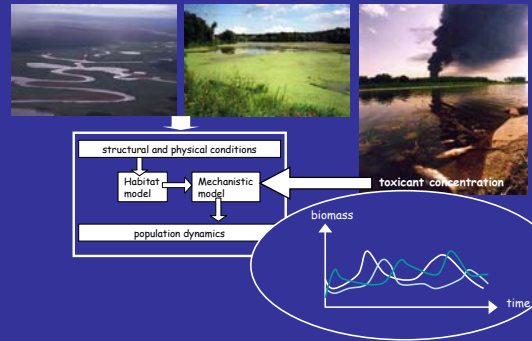 structural and physical conditions
Habitat
model
Mechanistic
model
toxicant concentration
population dynamics
biomass
time